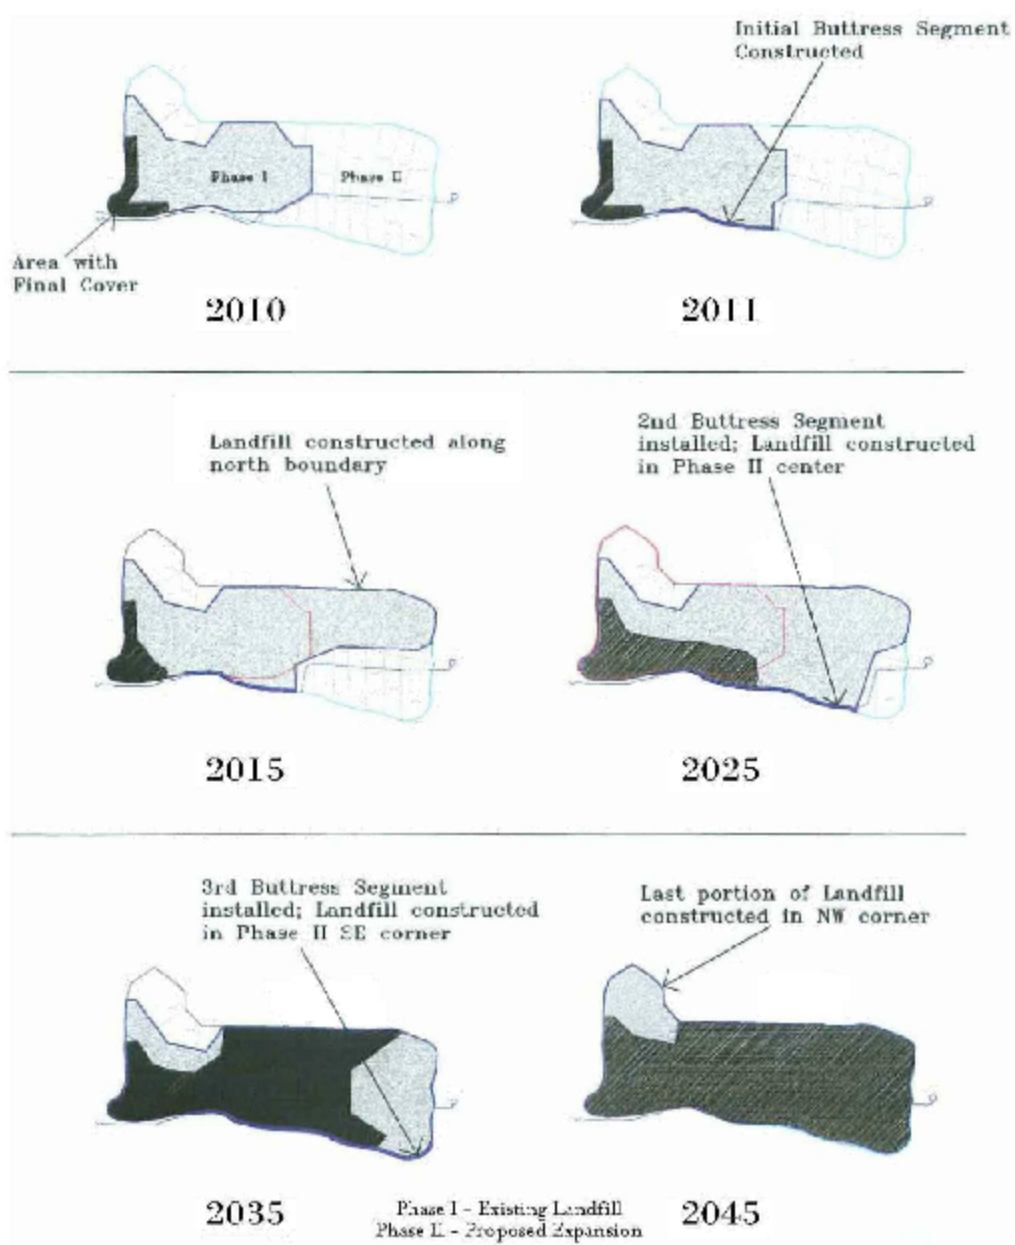 Initial Buttress Segment
Constructed
Phase I
Phase II
Area with
Final Cover
2010
2011
Landfill constructed along
north boundary
2nd Buttress Segment
installed; Landfill constructed
in Phase II center
2015
2025
3rd Buttress Segment
installed; Landfill constructed
in Phase II SE corner
Last portion of Landfill
constructed in NW corner
2035
Phase I - Existing Landfill
Phase II - Proposed Expansion
2045